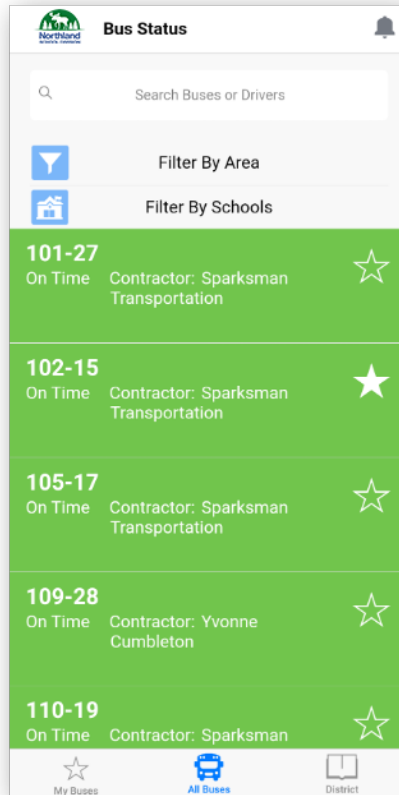 Northland
SCHOOL DIVISION
Bus Status
Search Buses or Drivers
Filter By Area
Filter By Schools
101-27
On Time Contractor: Sparksman
Transportation
102-15
On Time Contractor: Sparksman
Transportation
105-17
On Time Contractor: Sparksman
Transportation
109-28
On Time Contractor: Yvonne
Cumbleton
110-19
On Time Contractor: Sparksman
My Buses All Buses District